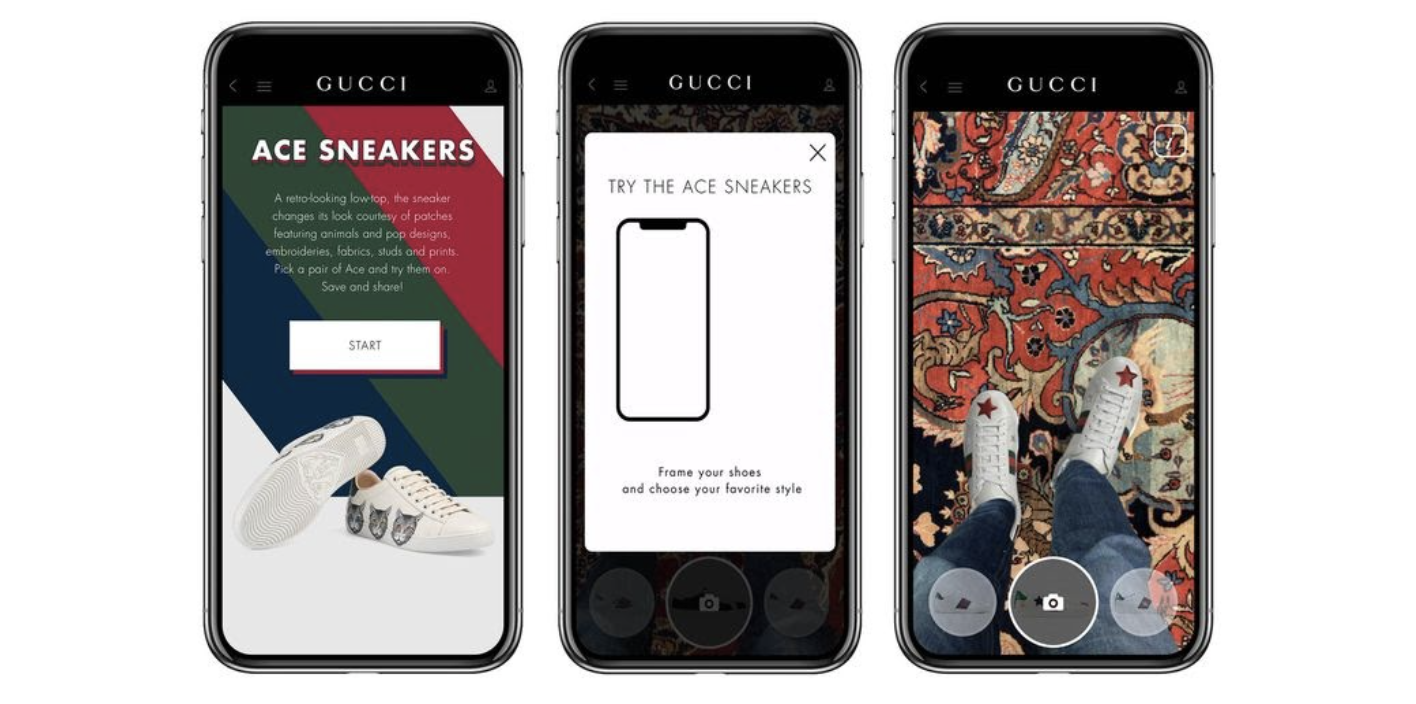 GUCCI
ACE SNEAKERS
A retro-looking low-top, the sneaker
changes its look courtesy of patches
featuring animals and pop designs,
embroideries, fabrics, studs and prints.
Pick a pair of Ace and try them on.
Save and share!
START
GUCCI
TRY THE ACE SNEAKERS
Frame your shoes
and choose your favorite style
GUCCI